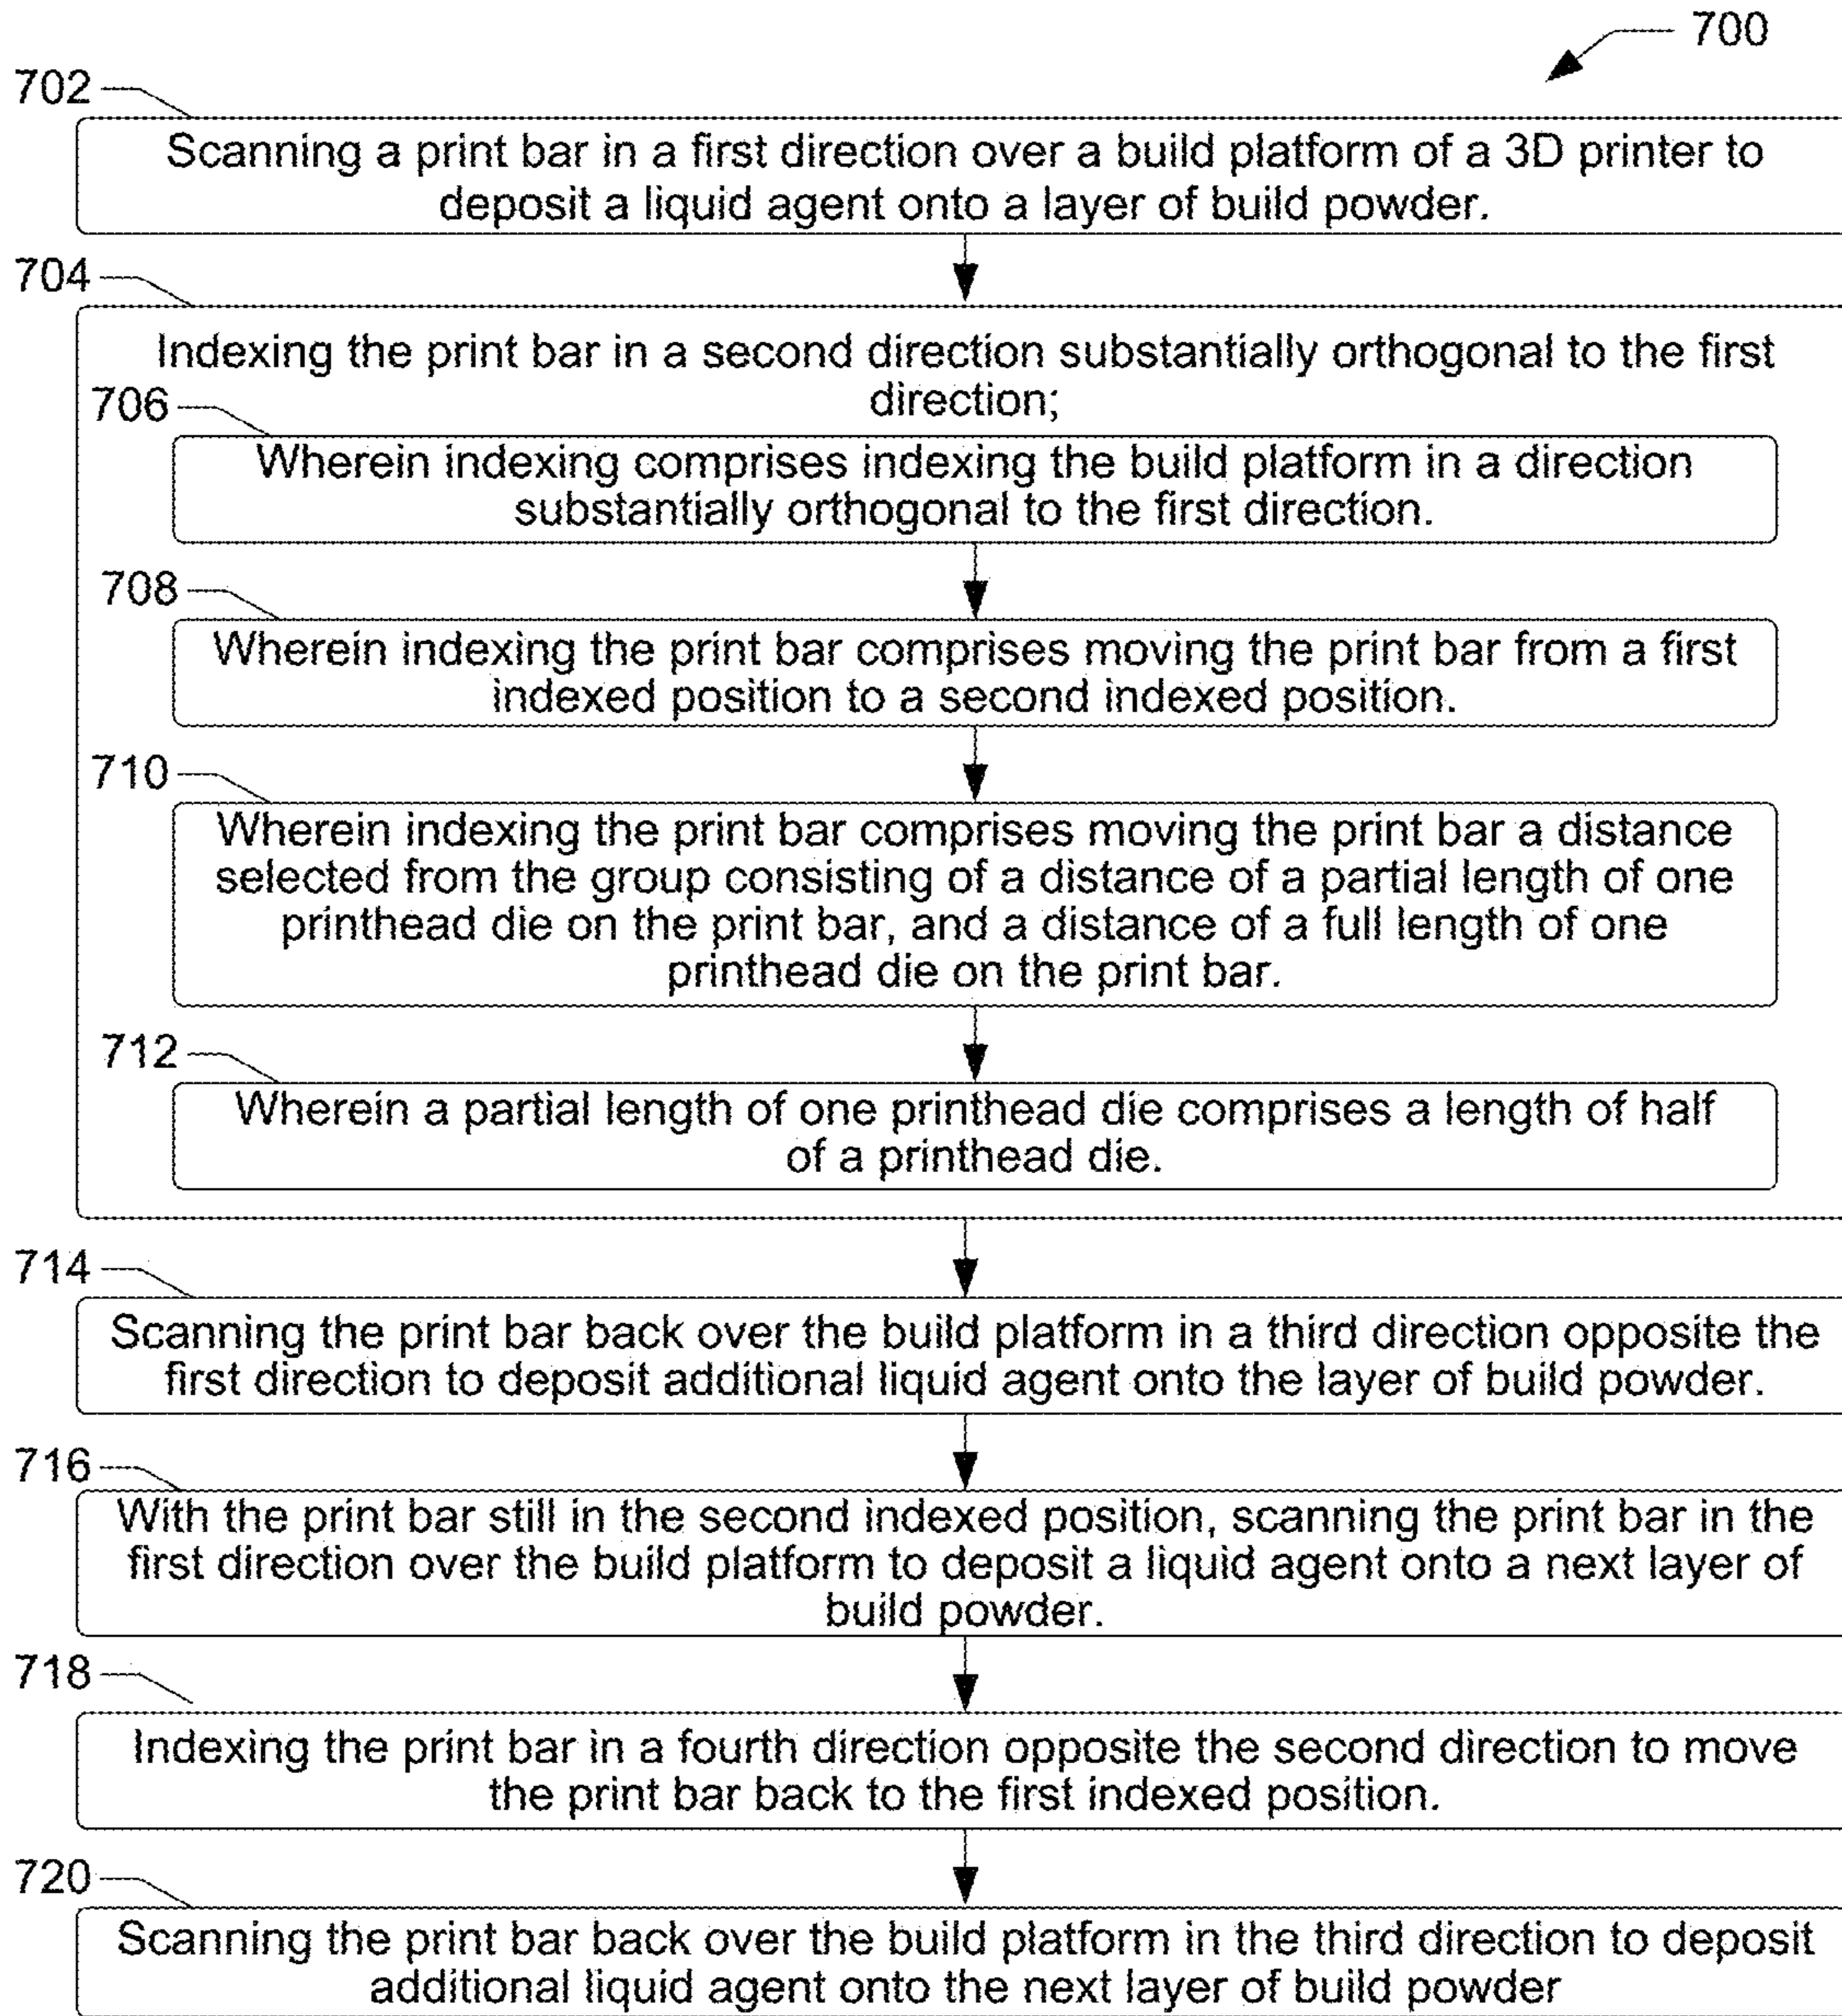 700
702
Scanning a print bar in a first direction over a build platform of a 3D printer to
deposit a liquid agent onto a layer of build powder.
704
Indexing the print bar in a second direction substantially orthogonal to the first
direction;
706
Wherein indexing comprises indexing the build platform in a direction
substantially orthogonal to the first direction.
708
Wherein indexing the print bar comprises moving the print bar from a first
indexed position to a second indexed position.
710
Wherein indexing the print bar comprises moving the print bar a distance
selected from the group consisting of a distance of a partial length of one
printhead die on the print bar, and a distance of a full length of one
printhead die on the print bar.
712
Wherein a partial length of one printhead die comprises a length of half
of a printhead die.
714
Scanning the print bar back over the build platform in a third direction opposite the
first direction to deposit additional liquid agent onto the layer of build powder.
716
With the print bar still in the second indexed position, scanning the print bar in the
first direction over the build platform to deposit a liquid agent onto a next layer of
build powder.
718
Indexing the print bar in a fourth direction opposite the second direction to move
the print bar back to the first indexed position.
720
Scanning the print bar back over the build platform in the third direction to deposit
additional liquid agent onto the next layer of build powder